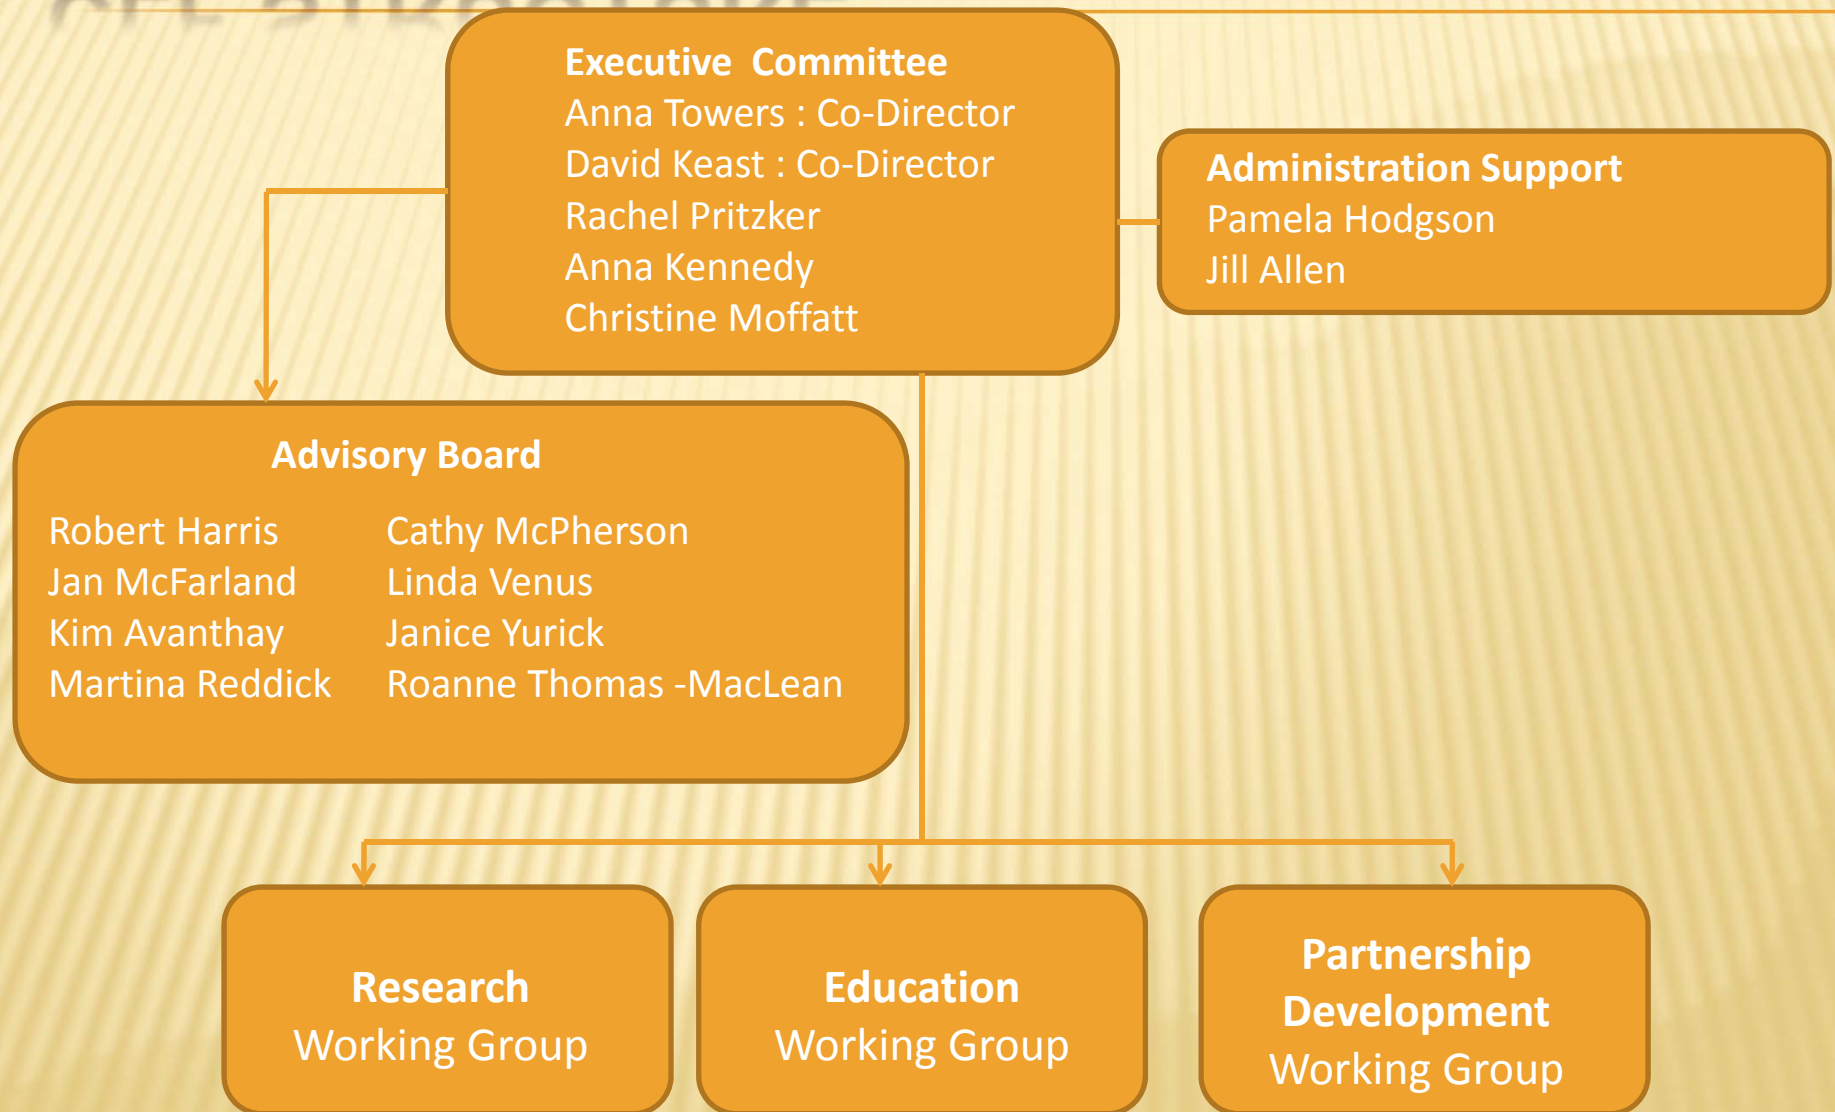 Executive Committee
Anna Towers : Co-Director
David Keast : Co-Director
Rachel Pritzker
Anna Kennedy
Christine Moffatt
Administration Support
Pamela Hodgson
Jill Allen
Advisory Board
Robert Harris
Jan McFarland
Kim Avanthay
Martina Reddick
Cathy McPherson
Linda Venus
Janice Yurick
Roanne Thomas -MacLean
Research
Working Group
Education
Working Group
Partnership
Development
Working Group